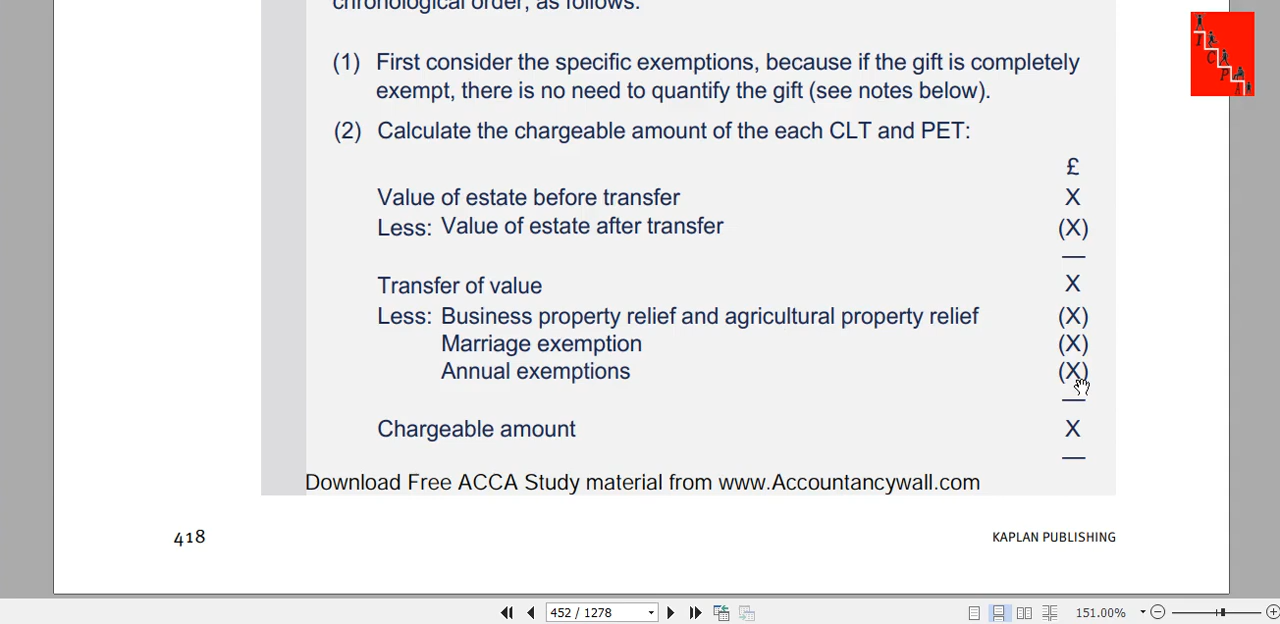 chronological order, as follows.
(1) First consider the specific exemptions, because if the gift is completely
exempt, there is no need to quantify the gift (see notes below).
(2) Calculate the chargeable amount of the each CLT and PET:
£
Value of estate before transfer X
Less: Value of estate after transfer (X)
Transfer of value X
Less: Business property relief and agricultural property relief (X)
Marriage exemption (X)
Annual exemptions (X)
Chargeable amount X
Download Free ACCA Study material from www.Accountancywall.com
418 KAPLAN PUBLISHING
452 / 1278 151.00%
I
C
P
A